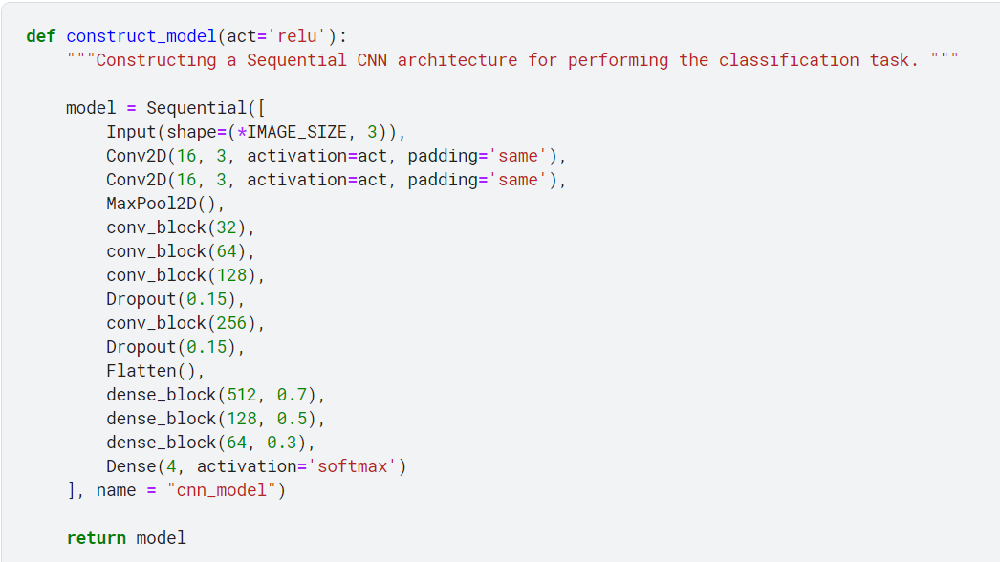 def construct_model(act='relu'):
    """Constructing a Sequential CNN architecture for performing the classification task. """

    model = Sequential([
        Input(shape=(*IMAGE_SIZE, 3)),
        Conv2D(16, 3, activation=act, padding='same'),
        Conv2D(16, 3, activation=act, padding='same'),
        MaxPool2D(),
        conv_block(32),
        conv_block(64),
        conv_block(128),
        Dropout(0.15),
        conv_block(256),
        Dropout(0.15),
        Flatten(),
        dense_block(512, 0.7),
        dense_block(128, 0.5),
        dense_block(64, 0.3),
        Dense(4, activation='softmax')
    ], name = "cnn_model")

    return model